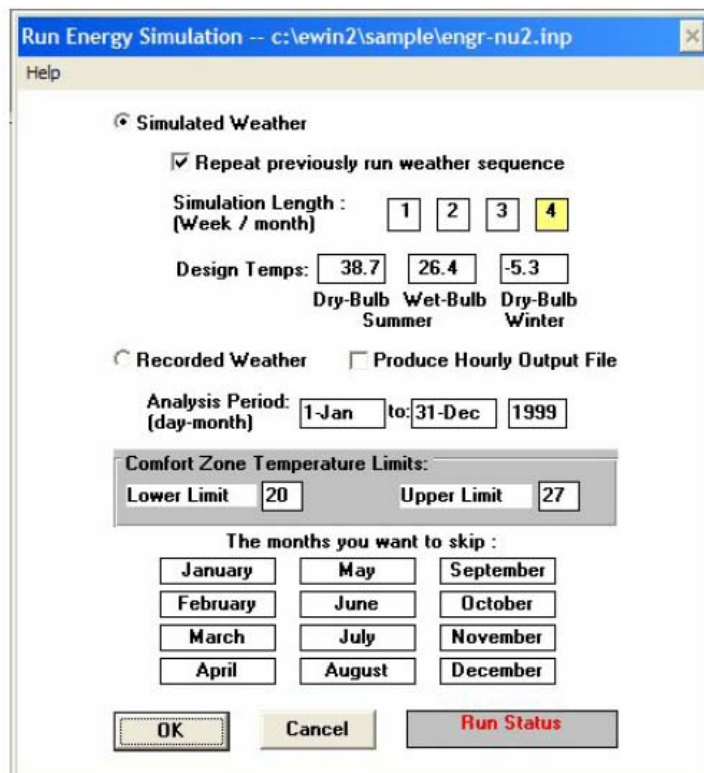 Run Energy Simulation -- c:\ewin2\sample\engr-nu2.inp
Help
Simulated Weather
Repeat previously run weather sequence
Simulation Length : 1 2 3 4
(Week / month)
Design Temps: 38.7 26.4 -5.3
Dry-Bulb Wet-Bulb Dry-Bulb
Summer Winter
Recorded Weather Produce Hourly Output File
Analysis Period: 1-Jan to: 31-Dec 1999
(day-month)
Comfort Zone Temperature Limits:
Lower Limit 20 Upper Limit 27
The months you want to skip :
January May September
February June October
March July November
April August December
OK Cancel Run Status